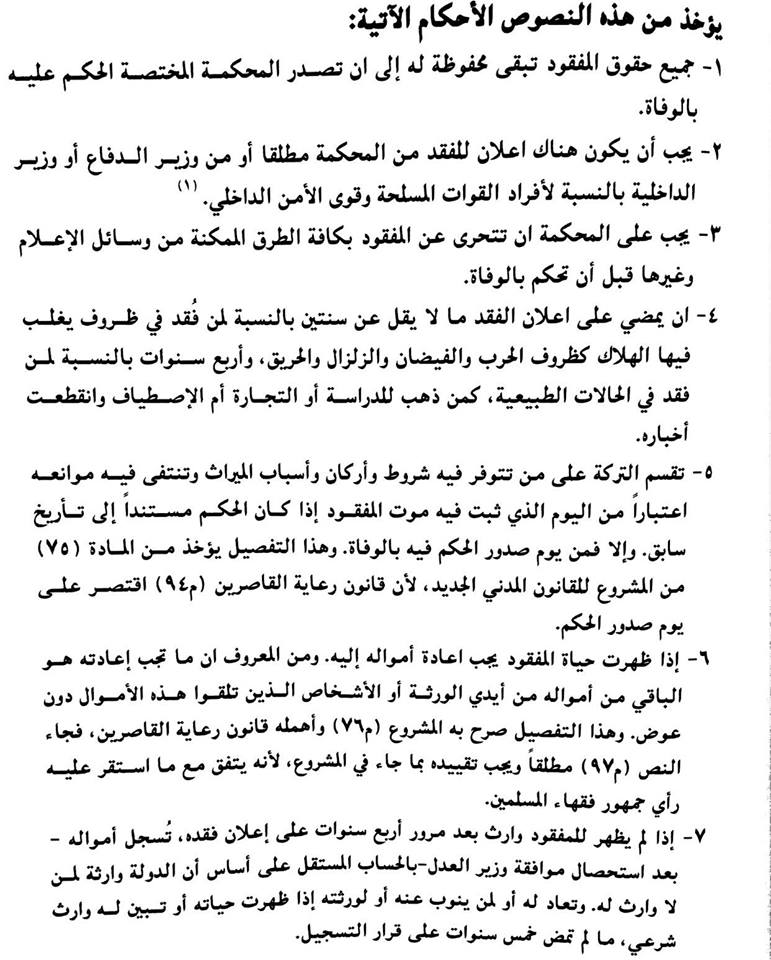 يؤخذ من هذه النصوص الأحكام الآتية:
١- جميع حقوق المفقود تبقى محفوظة له إلى ان تصدر المحكمة المختصة الحكم عليه
بالوفاة.
٢- يجب أن يكون هناك اعلان للفقد من المحكمة مطلقا أو من وزير الدفاع أو وزير
الداخلية بالنسبة لأفراد القوات المسلحة وقوى الأمن الداخلي. (١)
٣- يجب على المحكمة ان تتحرى عن المفقود بكافة الطرق الممكنة من وسائل الإعلام
وغيرها قبل أن تحكم بالوفاة.
٤- ان يمضي على اعلان الفقد ما لا يقل عن سنتين بالنسبة لمن فُقد في ظروف يغلب
فيها الهلاك كظروف الحرب والفيضان والزلزال والحريق، وأربع سنوات بالنسبة لمن
فقد في الحالات الطبيعية، كمن ذهب للدراسة أو التجارة أم الإصطياف وانقطعت
أخباره.
٥- تقسم التركة على من تتوفر فيه شروط وأركان وأسباب الميراث وتنتفى فيه موانعه
اعتباراً من اليوم الذي ثبت فيه موت المفقود إذا كان الحكم مستنداً إلى تأريخ
سابق. وإلا فمن يوم صدور الحكم فيه بالوفاة. وهذا التفصيل يؤخذ من المادة (٧٥)
من المشروع للقانون المدني الجديد، لأن قانون رعاية القاصرين (م٩٤) اقتصر على
يوم صدور الحكم.
٦- إذا ظهرت حياة المفقود يجب اعادة أمواله إليه. ومن المعروف ان ما تجب إعادته هو
الباقي من أمواله من أيدي الورثة أو الأشخاص الذين تلقوا هذه الأموال دون
عوض. وهذا التفصيل صرح به المشروع (م٧٦) وأهمله قانون رعاية القاصرين، فجاء
النص (م٩٧) مطلقاً ويجب تقييده بما جاء في المشروع، لأنه يتفق مع ما استقر عليه
رأي جمهور فقهاء المسلمين.
٧- إذا لم يظهر للمفقود وارث بعد مرور أربع سنوات على إعلان فقده، تُسجل أمواله -
بعد استحصال موافقة وزير العدل-بالحساب المستقل على أساس أن الدولة وارثة لمن
لا وارث له. وتعاد له أو لمن ينوب عنه أو لورثته إذا ظهرت حياته أو تبين له وارث
شرعي، ما لم تمض خمس سنوات على قرار التسجيل.